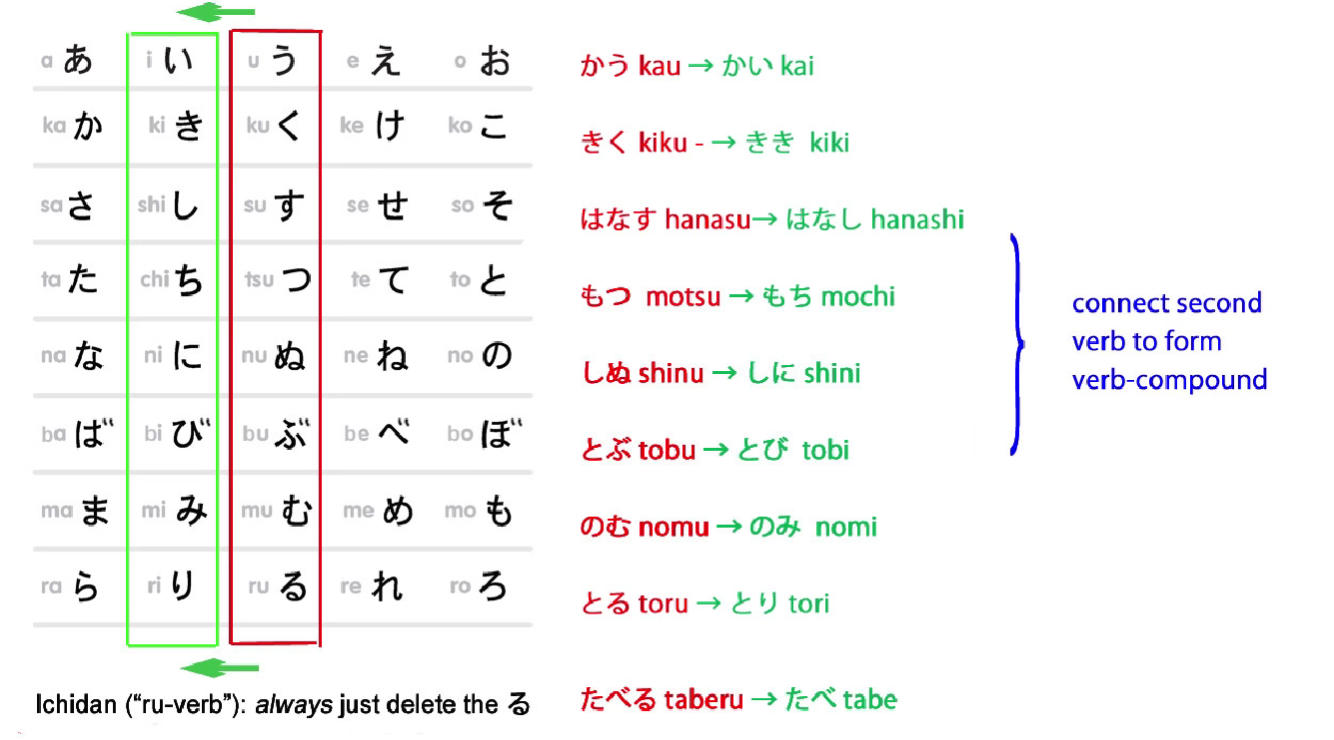 a あ i い u う e え o お かう kau → かい kai
ka か ki き ku く ke け ko こ きく kiku - → きき kiki
sa さ shi し su す se せ so そ はなす hanasu→ はなし hanashi
ta た chi ち tsu つ te て to と もつ motsu → もち mochi
connect second
verb to form
verb-compound
na な ni に nu ぬ ne ね no の しぬ shinu → しに shini
ba ば bi び bu ぶ be べ bo ぼ とぶ tobu → とび tobi
ma ま mi み mu む me め mo も のむ nomu → のみ nomi
ra ら ri り ru る re れ ro ろ とる toru → とり tori
Ichidan (“ru-verb”): always just delete the る たべる taberu → たべ tabe